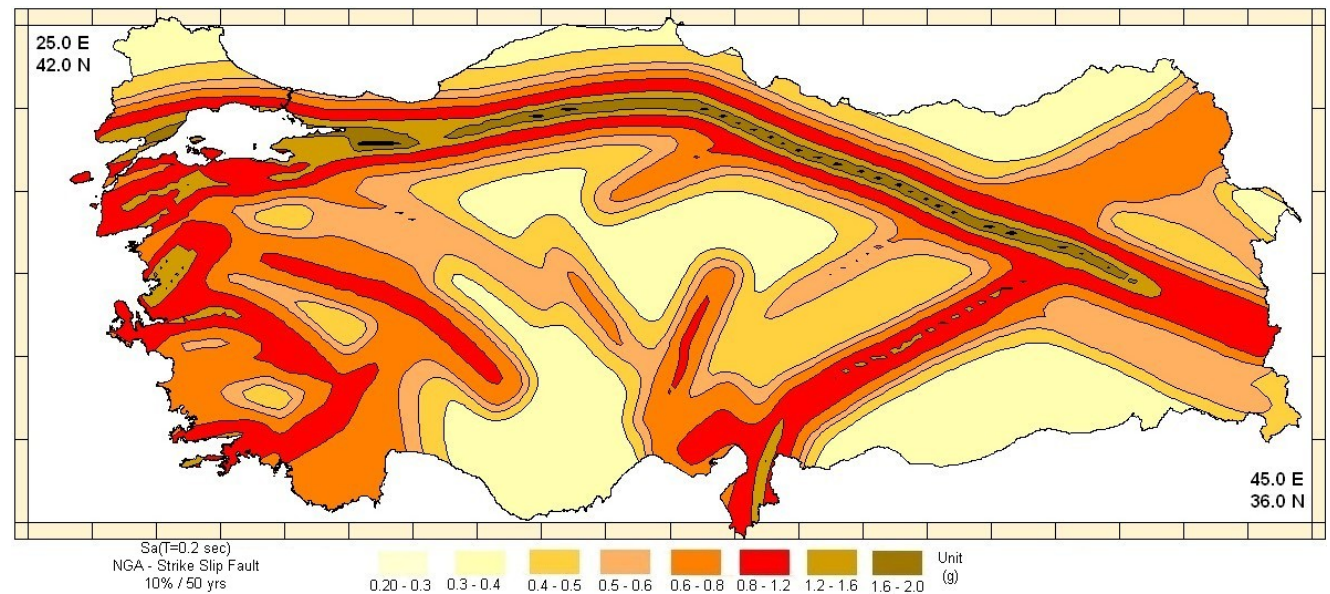 25.0 E
42.0 N
45.0 E
36.0 N
Sa(T=0.2 sec)
NGA - Strike Slip Fault
10% / 50 yrs
0.20 - 0.3 0.3 - 0.4 0.4 - 0.5 0.5 - 0.6 0.6 - 0.8 0.8 - 1.2 1.2 - 1.6 1.6 - 2.0
Unit
(g)